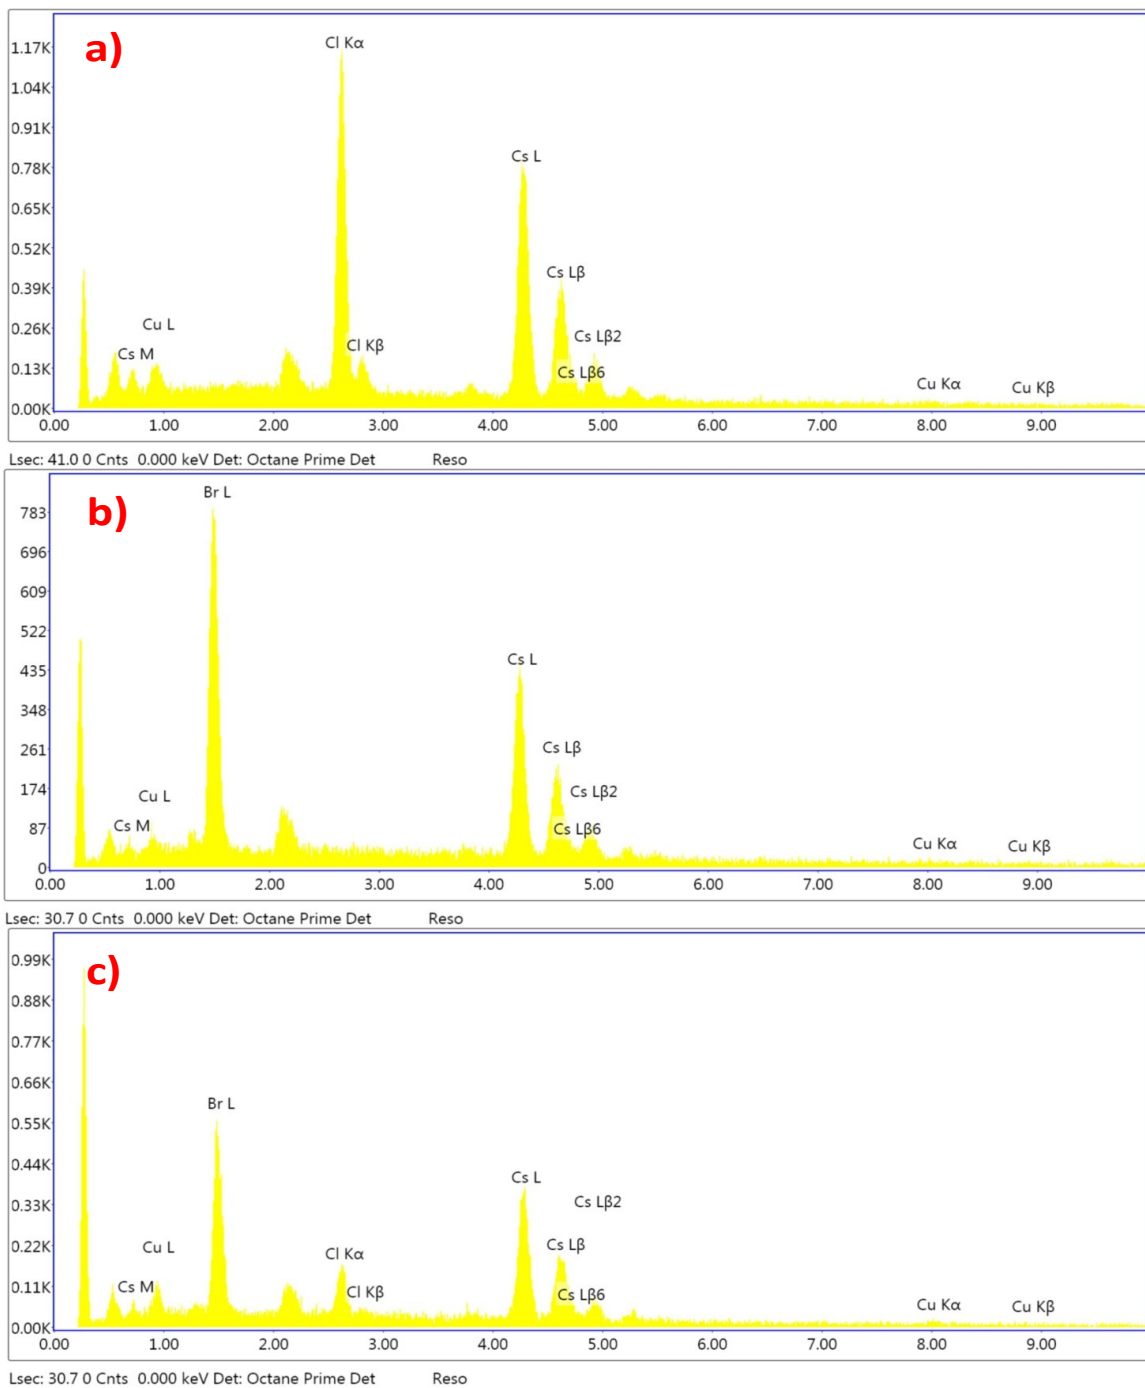 a)
Cl Kα
1.17K
1.04K
0.91K
0.78K
Cs L
0.65K
0.52K
0.39K
Cs Lβ
0.26K
Cu L
Cs Lβ2
Cl Kβ
0.13K
Cs M
Cs Lβ6
Cu Kα
Cu Kβ
0.00K
0.00 1.00 2.00 3.00 4.00 5.00 6.00 7.00 8.00 9.00
Lsec: 41.0 0 Cnts 0.000 keV Det: Octane Prime Det Reso
b)
Br L
783
696
609
522
435
Cs L
348
261
Cs Lβ
174
Cu L
Cs Lβ2
87
Cs M
Cs Lβ6
Cu Kα
Cu Kβ
0
0.00 1.00 2.00 3.00 4.00 5.00 6.00 7.00 8.00 9.00
Lsec: 30.7 0 Cnts 0.000 keV Det: Octane Prime Det Reso
c)
0.99K
0.88K
0.77K
0.66K
Br L
0.55K
0.44K
Cs L
0.33K
Cs Lβ2
0.22K
Cu L
Cl Kα
Cs Lβ
0.11K
Cs M
Cl Kβ
Cs Lβ6
Cu Kα
Cu Kβ
0.00K
0.00 1.00 2.00 3.00 4.00 5.00 6.00 7.00 8.00 9.00
Lsec: 30.7 0 Cnts 0.000 keV Det: Octane Prime Det Reso